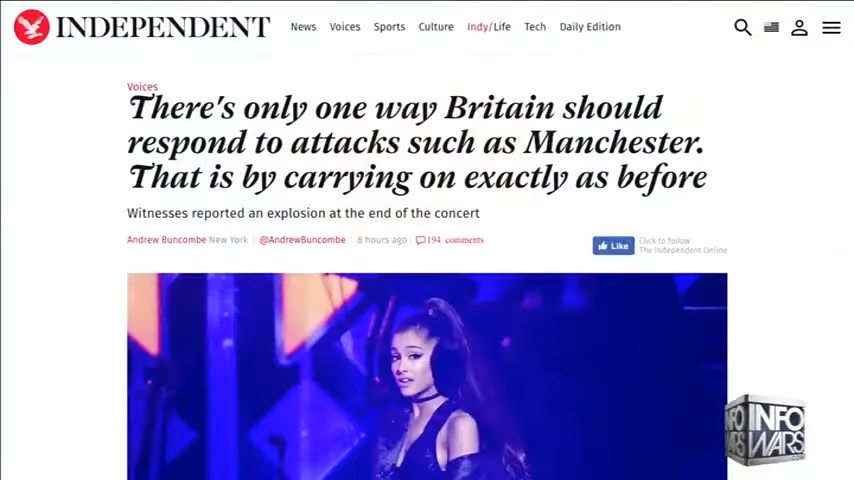 INDEPENDENT News Voices Sports Culture Indy/Life Tech Daily Edition
Voices
There's only one way Britain should
respond to attacks such as Manchester.
That is by carrying on exactly as before
Witnesses reported an explosion at the end of the concert
Andrew Buncombe New York | @AndrewBuncombe | 8 hours ago | 194 comments
Like
Click to follow
The Independent Online
INFO
WARS
.com
INFO
WARS